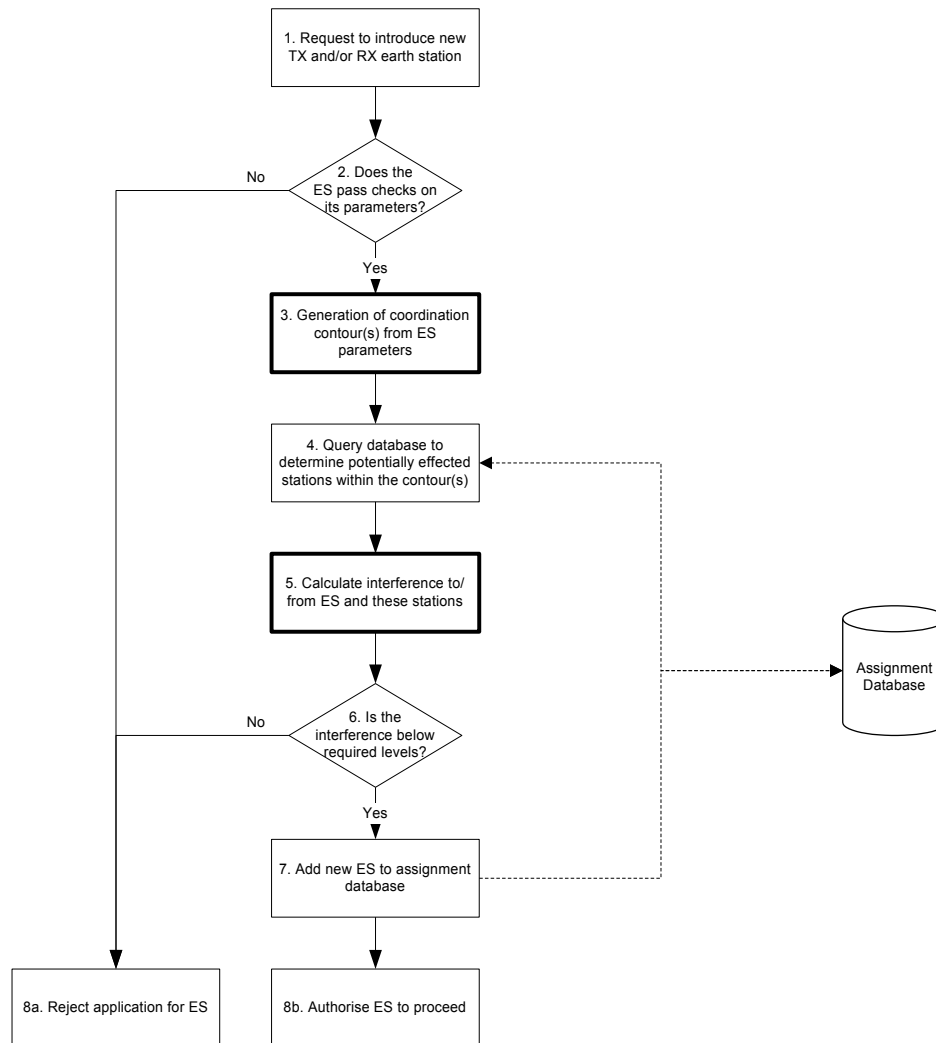 1. Request to introduce new
TX and/or RX earth station
No
2. Does the
ES pass checks on
its parameters?
Yes
3. Generation of coordination
contour(s) from ES
parameters
4. Query database to
determine potentially effected
stations within the contour(s)
5. Calculate interference to/
from ES and these stations
Assignment
Database
No
6. Is the
interference below
required levels?
Yes
7. Add new ES to assignment
database
8a. Reject application for ES
8b. Authorise ES to proceed